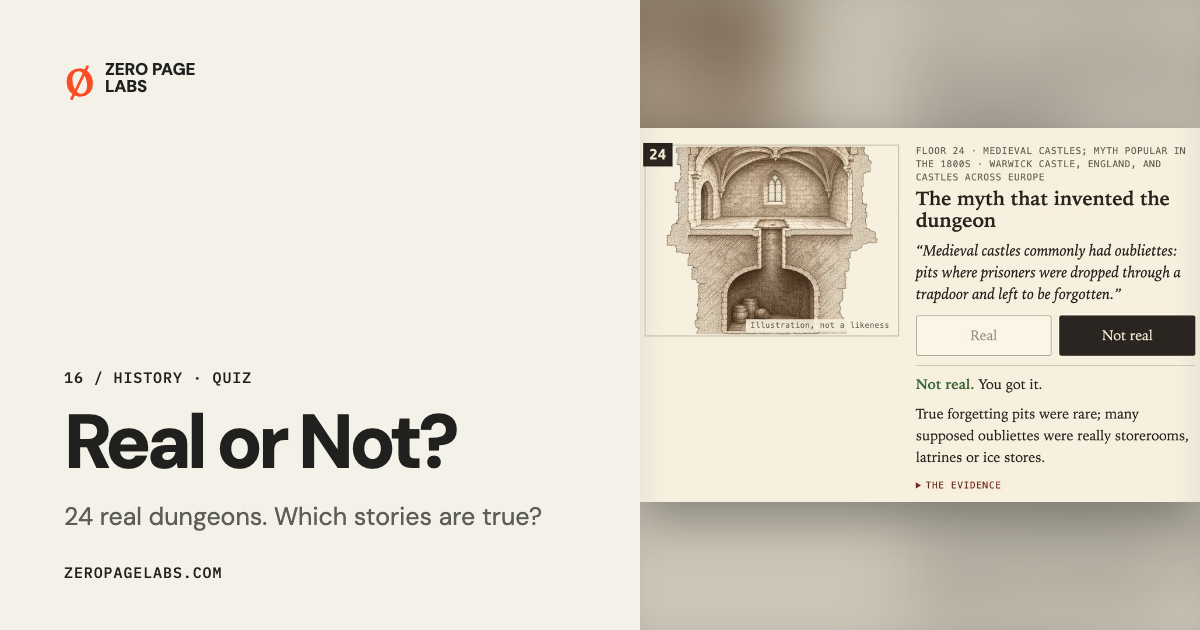 ZERO PAGE
LABS
16 / HISTORY · QUIZ
Real or Not?
24 real dungeons. Which stories are true?
ZEROPAGELABS.COM
24
Illustration, not a likeness
FLOOR 24 · MEDIEVAL CASTLES; MYTH POPULAR IN
THE 1800S · WARWICK CASTLE, ENGLAND, AND
CASTLES ACROSS EUROPE
The myth that invented the
dungeon
“Medieval castles commonly had oubliettes:
pits where prisoners were dropped through a
trapdoor and left to be forgotten.”
Real
Not real
Not real. You got it.
True forgetting pits were rare; many
supposed oubliettes were really storerooms,
latrines or ice stores.
▶ THE EVIDENCE